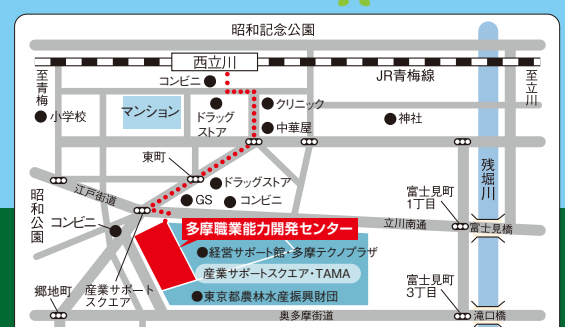 昭和記念公園
西立川
JR青梅線
至青梅
至立川
コンビニ
小学校
マンション
ドラッグ
ストア
クリニック
中華屋
神社
残堀川
東町
江戸街道
昭和公園
コンビニ
ドラッグストア
GS
コンビニ
富士見町
1丁目
立川南通
富士見橋
多摩職業能力開発センター
経営サポート館・多摩テクノプラザ
産業サポートスクエア・TAMA
東京都農林水産振興財団
郷地町
産業サポート
スクエア
富士見町
3丁目
奥多摩街道
滝口橋